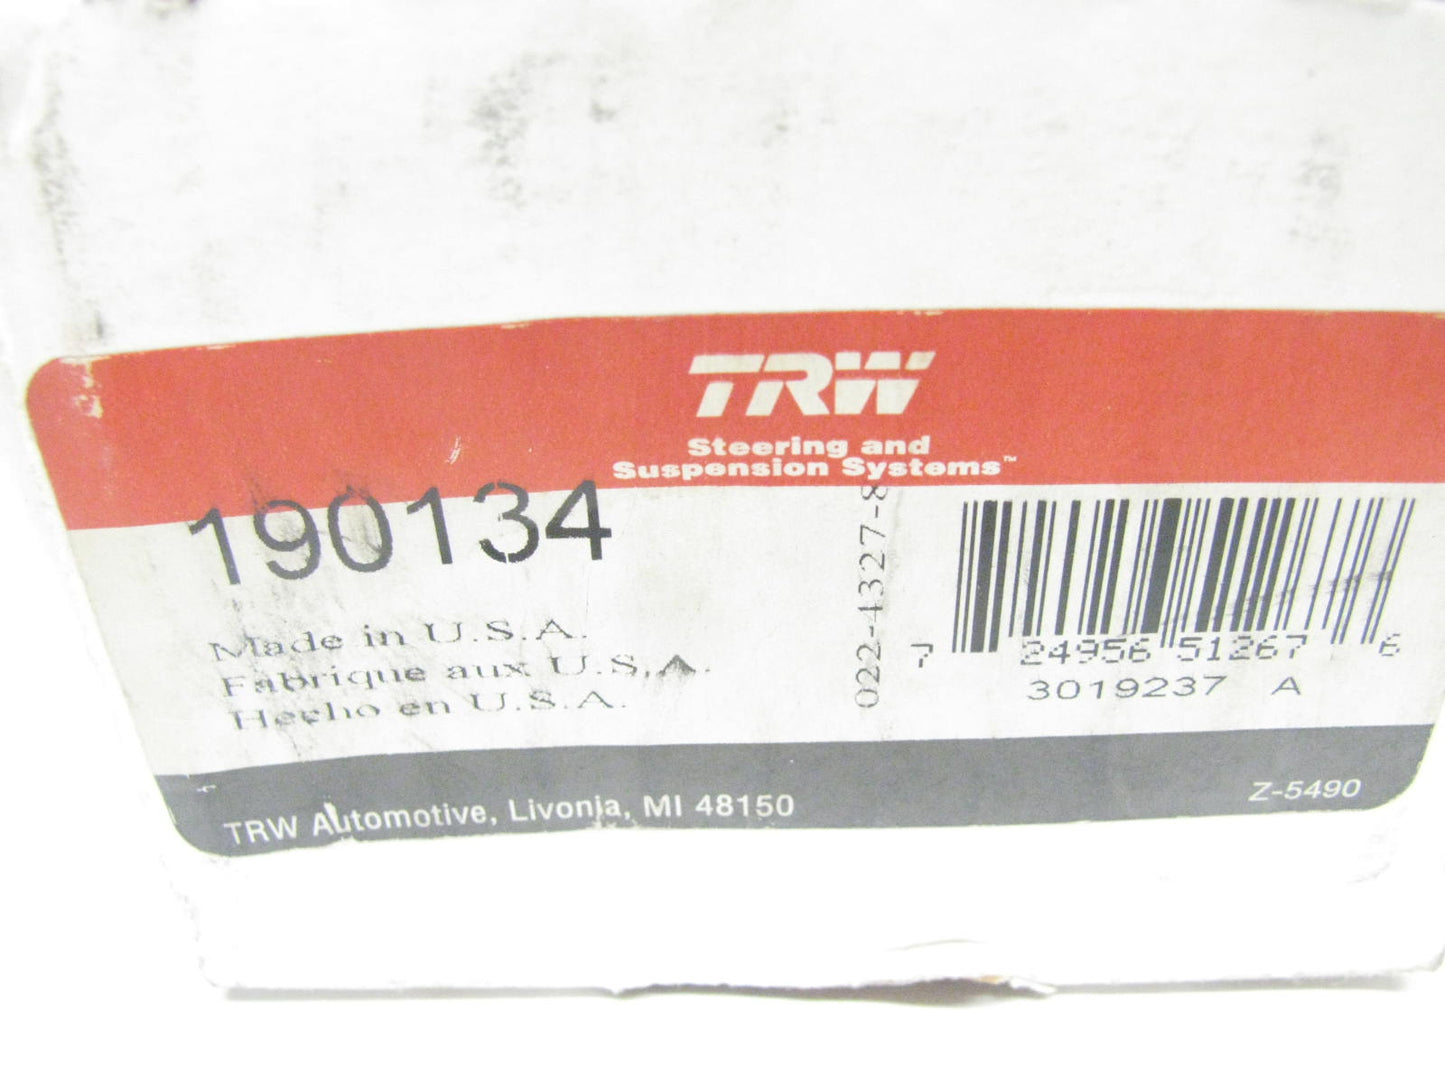 TRW
Steering and
Suspension Systems™
190134
Made in U.S.A.
Fabrique aux U.S.A.
Hecho en U.S.A.
022-4327-8
7 24956 51267 6
3019237 A
TRW Automotive, Livonia, MI 48150
Z-5490